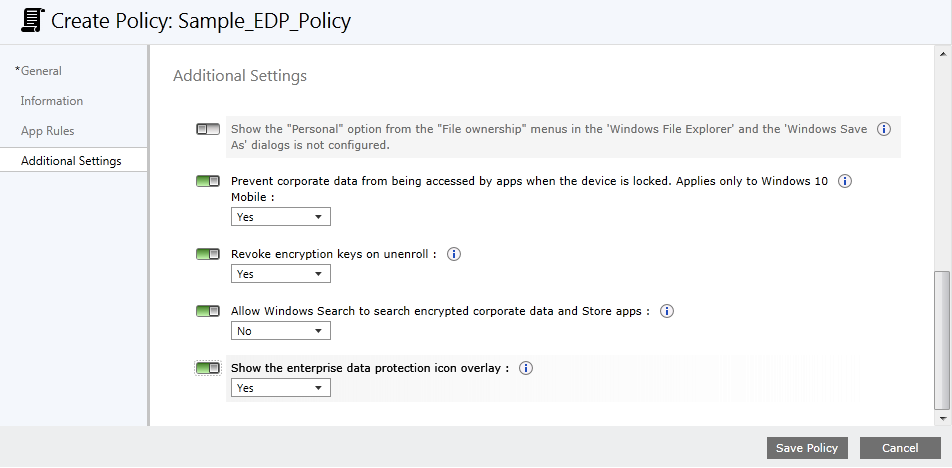 Create Policy: Sample_EDP_Policy
*General
Information
App Rules
Additional Settings
Additional Settings
Show the "Personal" option from the "File ownership" menus in the 'Windows File Explorer' and the 'Windows Save
As' dialogs is not configured.
Prevent corporate data from being accessed by apps when the device is locked. Applies only to Windows 10
Mobile :
Yes
Revoke encryption keys on unenroll :
Yes
Allow Windows Search to search encrypted corporate data and Store apps :
No
Show the enterprise data protection icon overlay :
Yes
Save Policy
Cancel